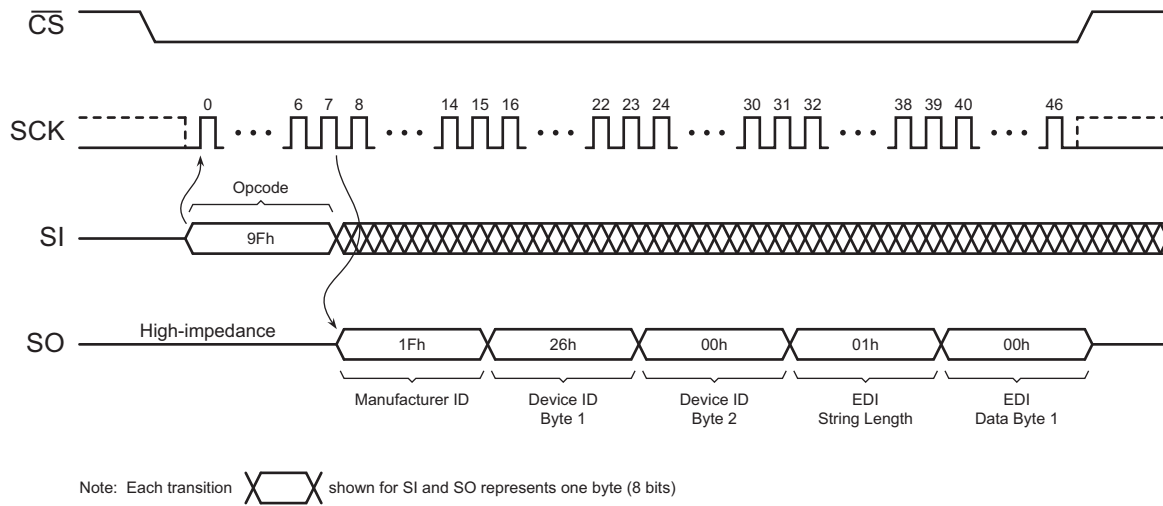 CS
SCK
0 6 7 8 14 15 16 22 23 24 30 31 32 38 39 40 46
Opcode
SI
9Fh
High-impedance
SO
1Fh 26h 00h 01h 00h
Manufacturer ID
Device ID
Byte 1
Device ID
Byte 2
EDI
String Length
EDI
Data Byte 1
Note: Each transition shown for SI and SO represents one byte (8 bits)